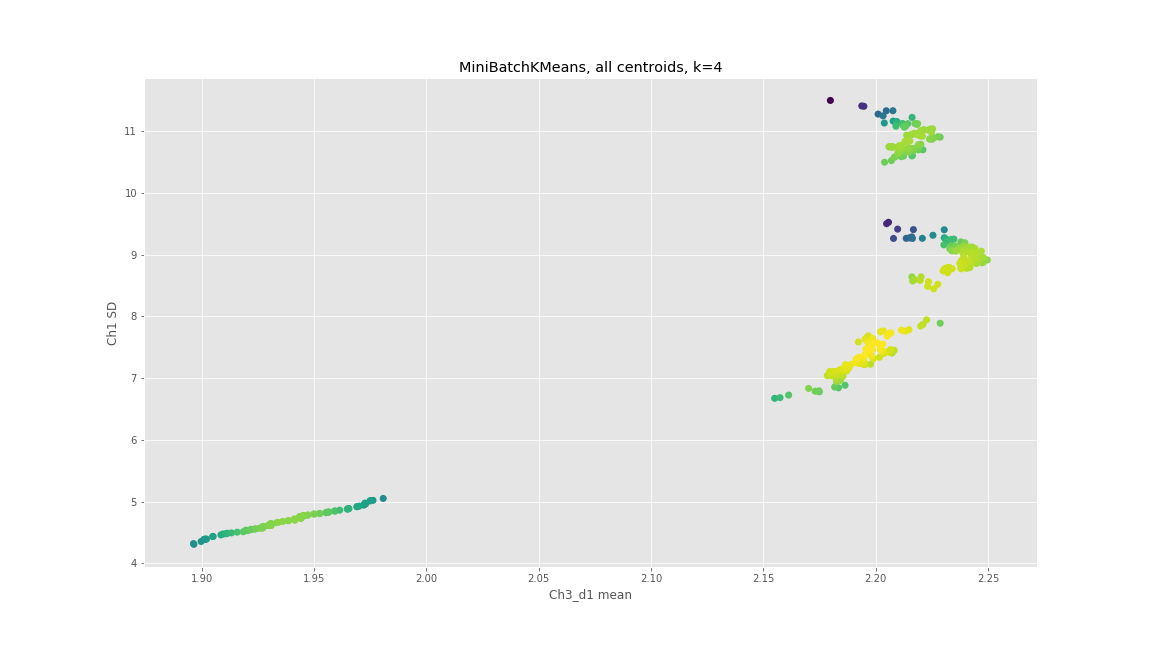 MiniBatchKMeans, all centroids, k=4
11
10
9
8
7
6
5
4
Ch1 SD
1.90 1.95 2.00 2.05 2.10 2.15 2.20 2.25
Ch3_d1 mean